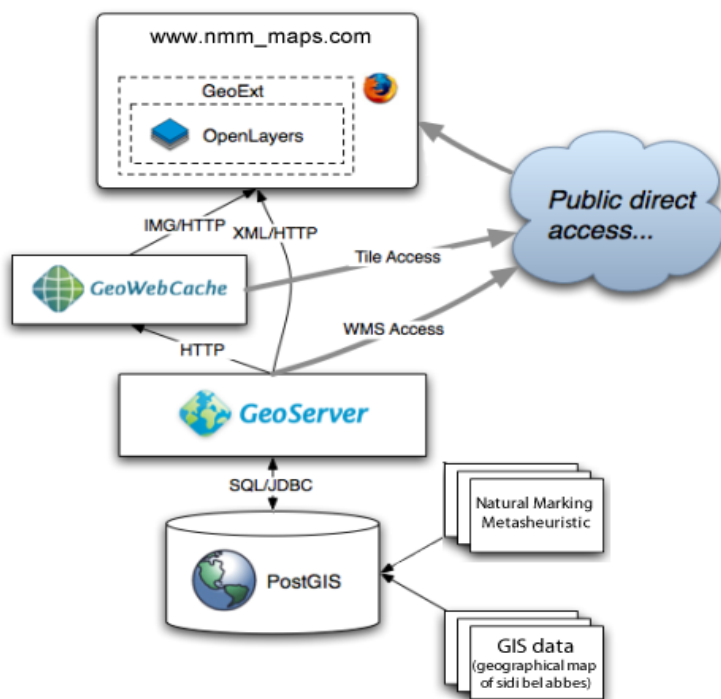 www.nmm_maps.com
GeoExt
OpenLayers
Public direct
access...
IMG/HTTP
XML/HTTP
Tile Access
GeoWebCache
WMS Access
HTTP
GeoServer
SQL/JDBC
Natural Marking
Metasheuristic
PostGIS
GIS data
(geographical map
of sidi bel abbes)